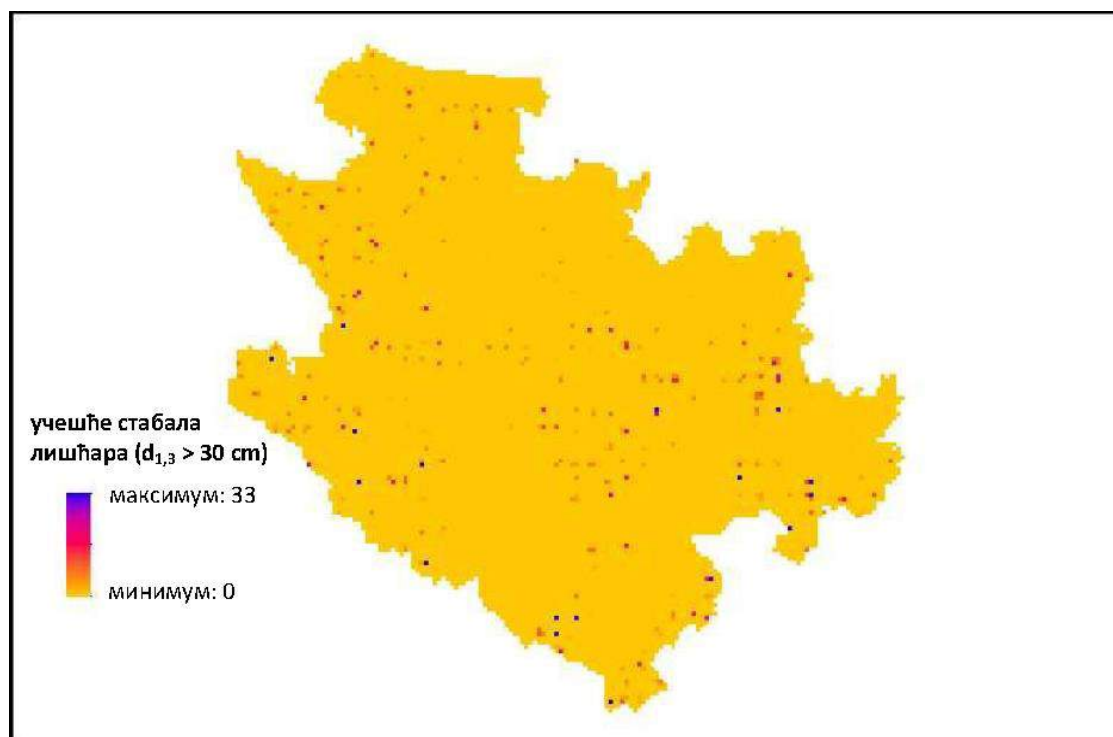 учешће стабала
лишћара (d1,3 > 30 cm)
максимум: 33
минимум: 0